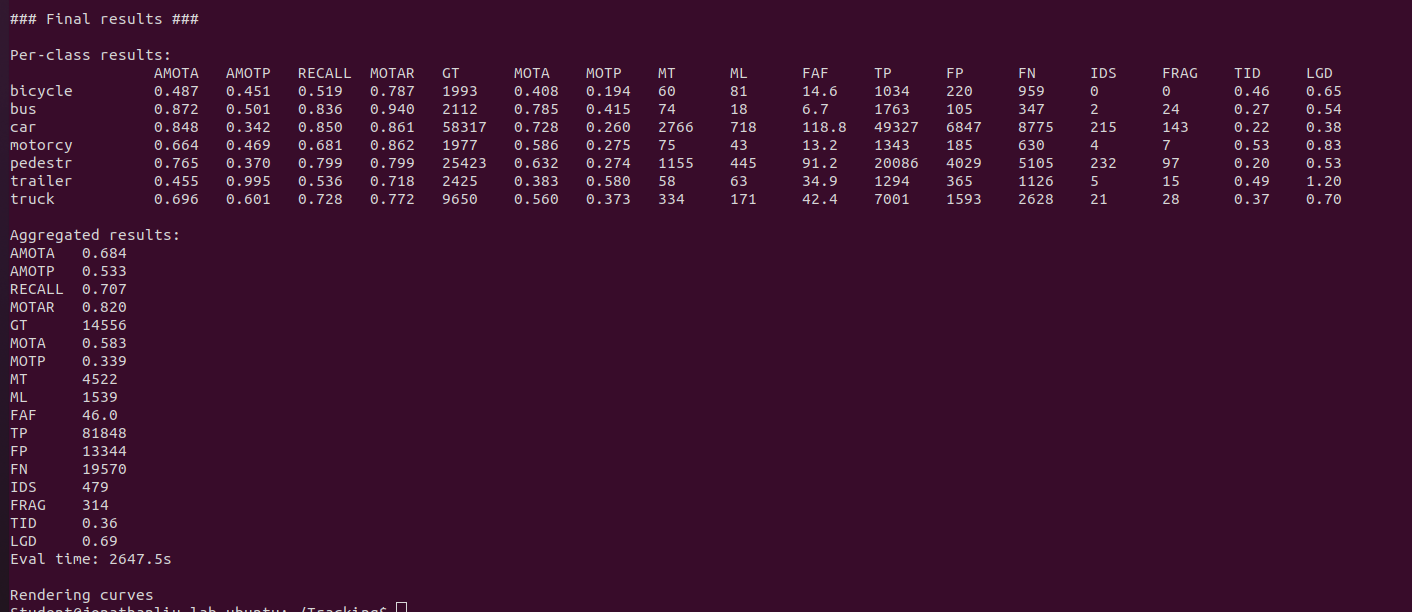 ### Final results ###
Per-class results:
AMOTA AMOTP RECALL MOTAR GT MOTA MOTP MT ML FAF TP FP FN IDS FRAG TID LGD
bicycle 0.487 0.451 0.519 0.787 1993 0.408 0.194 60 81 14.6 1034 220 959 0 0 0.46 0.65
bus 0.872 0.501 0.836 0.940 2112 0.785 0.415 74 18 6.7 1763 105 347 2 24 0.27 0.54
car 0.848 0.342 0.850 0.861 58317 0.728 0.260 2766 718 118.8 49327 6847 8775 215 143 0.22 0.38
motorcy 0.664 0.469 0.681 0.862 1977 0.586 0.275 75 43 13.2 1343 185 630 4 7 0.53 0.83
pedestr 0.765 0.370 0.799 0.799 25423 0.632 0.274 1155 445 91.2 20086 4029 5105 232 97 0.20 0.53
trailer 0.455 0.995 0.536 0.718 2425 0.383 0.580 58 63 34.9 1294 365 1126 5 15 0.49 1.20
truck 0.696 0.601 0.728 0.772 9650 0.560 0.373 334 171 42.4 7001 1593 2628 21 28 0.37 0.70
Aggregated results:
AMOTA 0.684
AMOTP 0.533
RECALL 0.707
MOTAR 0.820
GT 14556
MOTA 0.583
MOTP 0.339
MT 4522
ML 1539
FAF 46.0
TP 81848
FP 13344
FN 19570
IDS 479
FRAG 314
TID 0.36
LGD 0.69
Eval time: 2647.5s
Rendering curves